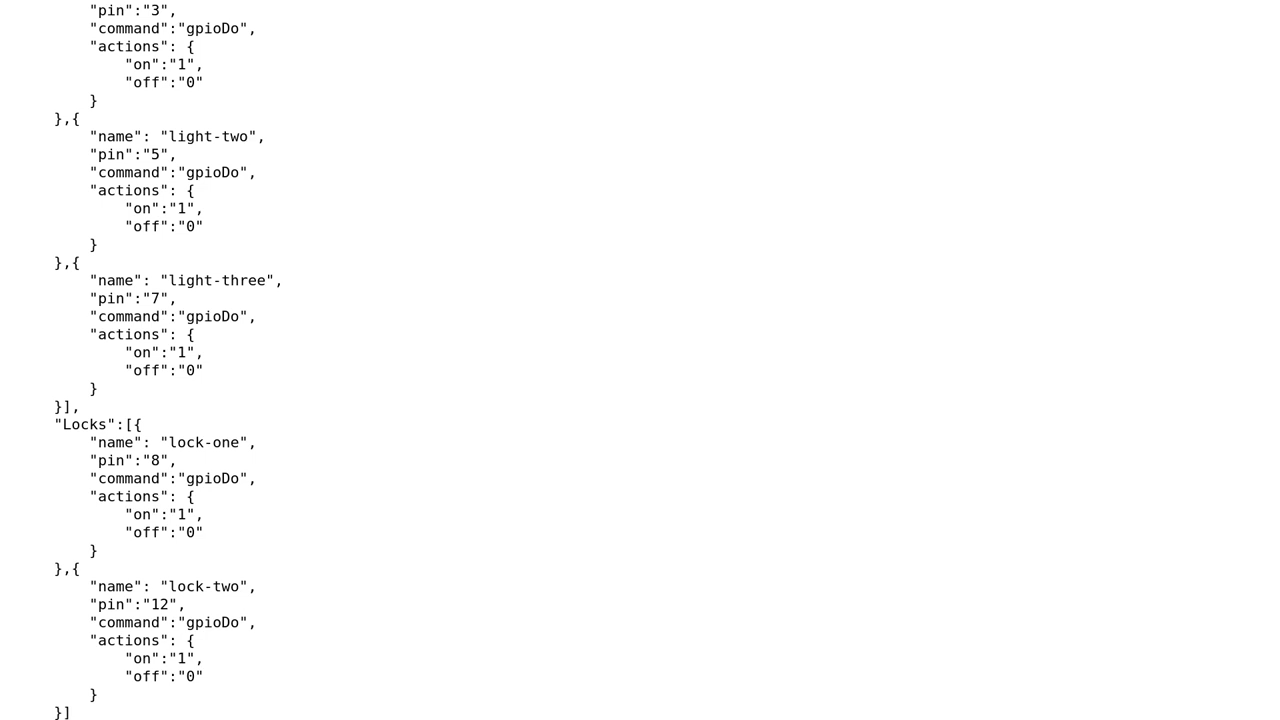 "pin":"3",
        "command":"gpioDo",
        "actions": {
            "on":"1",
            "off":"0"
        }
    },{
        "name": "light-two",
        "pin":"5",
        "command":"gpioDo",
        "actions": {
            "on":"1",
            "off":"0"
        }
    },{
        "name": "light-three",
        "pin":"7",
        "command":"gpioDo",
        "actions": {
            "on":"1",
            "off":"0"
        }
    }],
    "Locks":[{
        "name": "lock-one",
        "pin":"8",
        "command":"gpioDo",
        "actions": {
            "on":"1",
            "off":"0"
        }
    },{
        "name": "lock-two",
        "pin":"12",
        "command":"gpioDo",
        "actions": {
            "on":"1",
            "off":"0"
        }
    }]